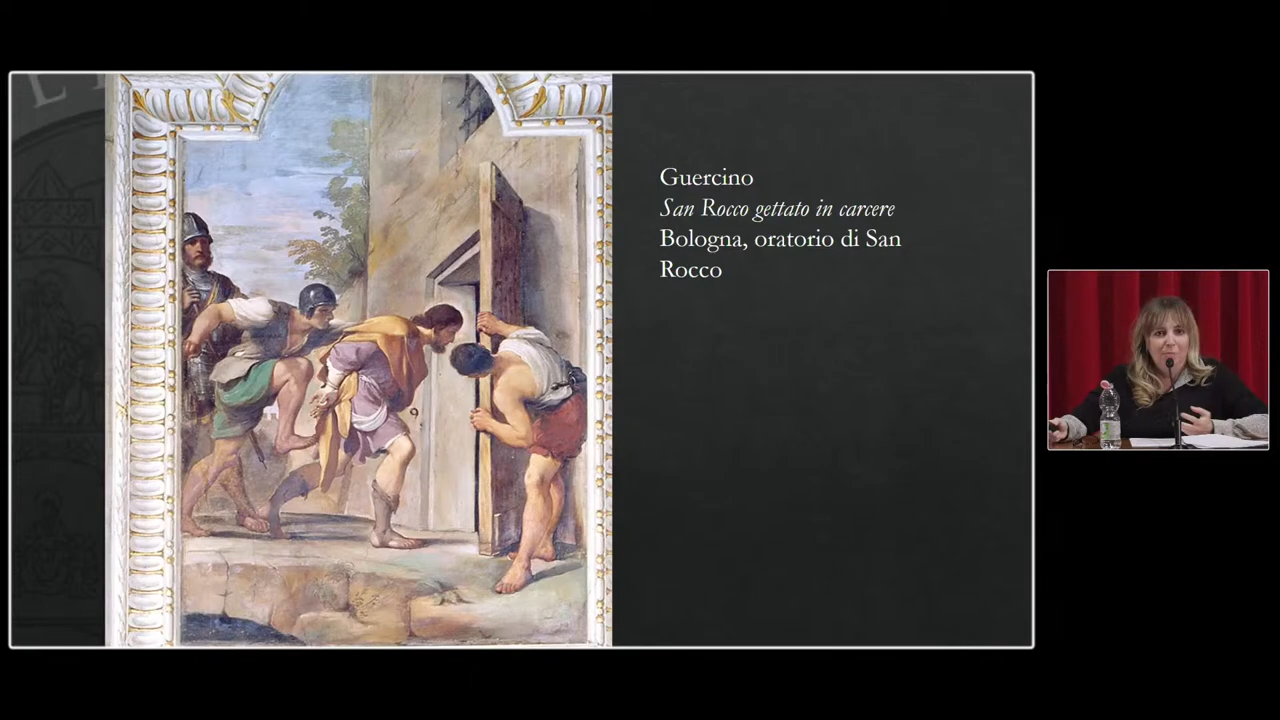 Guercino
San Rocco gettato in carcere
Bologna, oratorio di San
Rocco